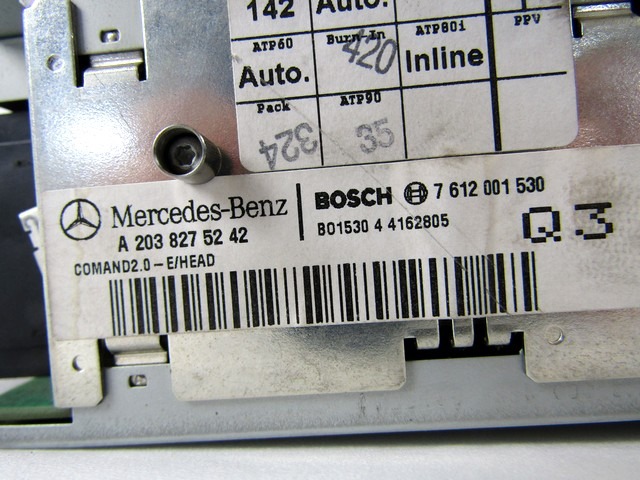 142 Auto.
ATP60 Burn-In ATP80i PPV
Auto. 420 Inline
Pack ATP90
324 35
Mercedes-Benz BOSCH 7 612 001 530
A 203 827 52 42 BO1530 4 4162805
Q3
COMAND2.0-E/HEAD